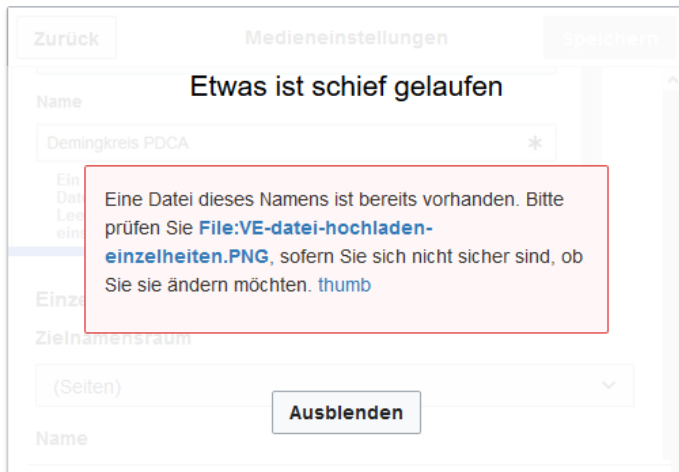 Zurück
Medieneinstellungen
Speichern
Etwas ist schief gelaufen
Name
Demingkreis PDCA
Ein
Eine Datei dieses Namens ist bereits vorhanden. Bitte
prüfen Sie File:VE-datei-hochladen-
einzelheiten.PNG, sofern Sie sich nicht sicher sind, ob
Sie sie ändern möchten. thumb
Zielnamensraum
(Seiten)
Ausblenden
Name